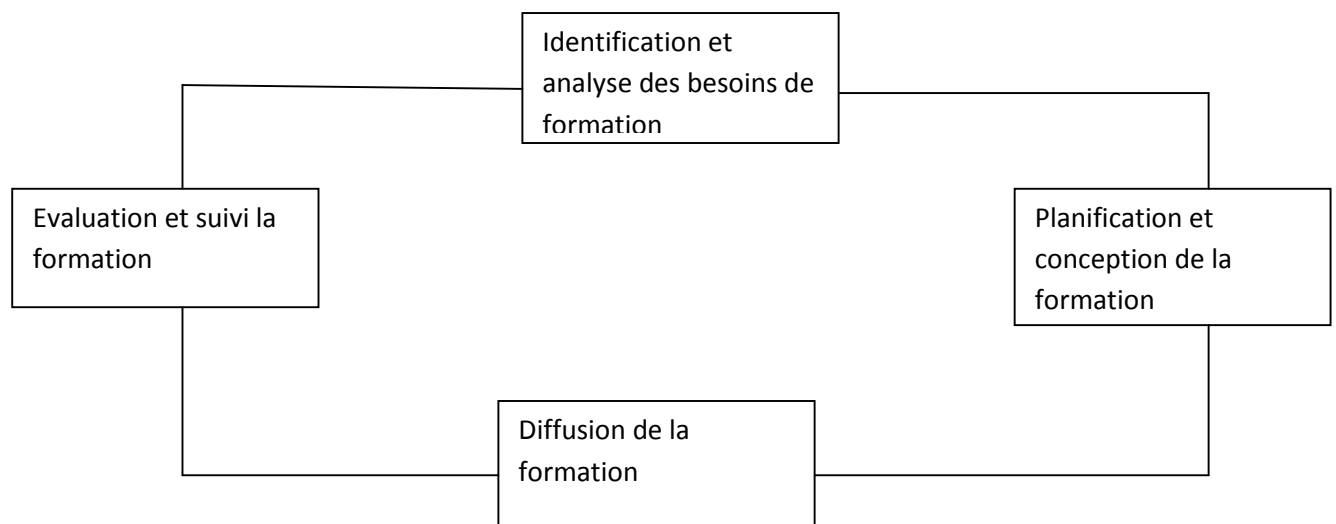 Identification et
analyse des besoins de
formation
Evaluation et suivi la
formation
Planification et
conception de la
formation
Diffusion de la
formation